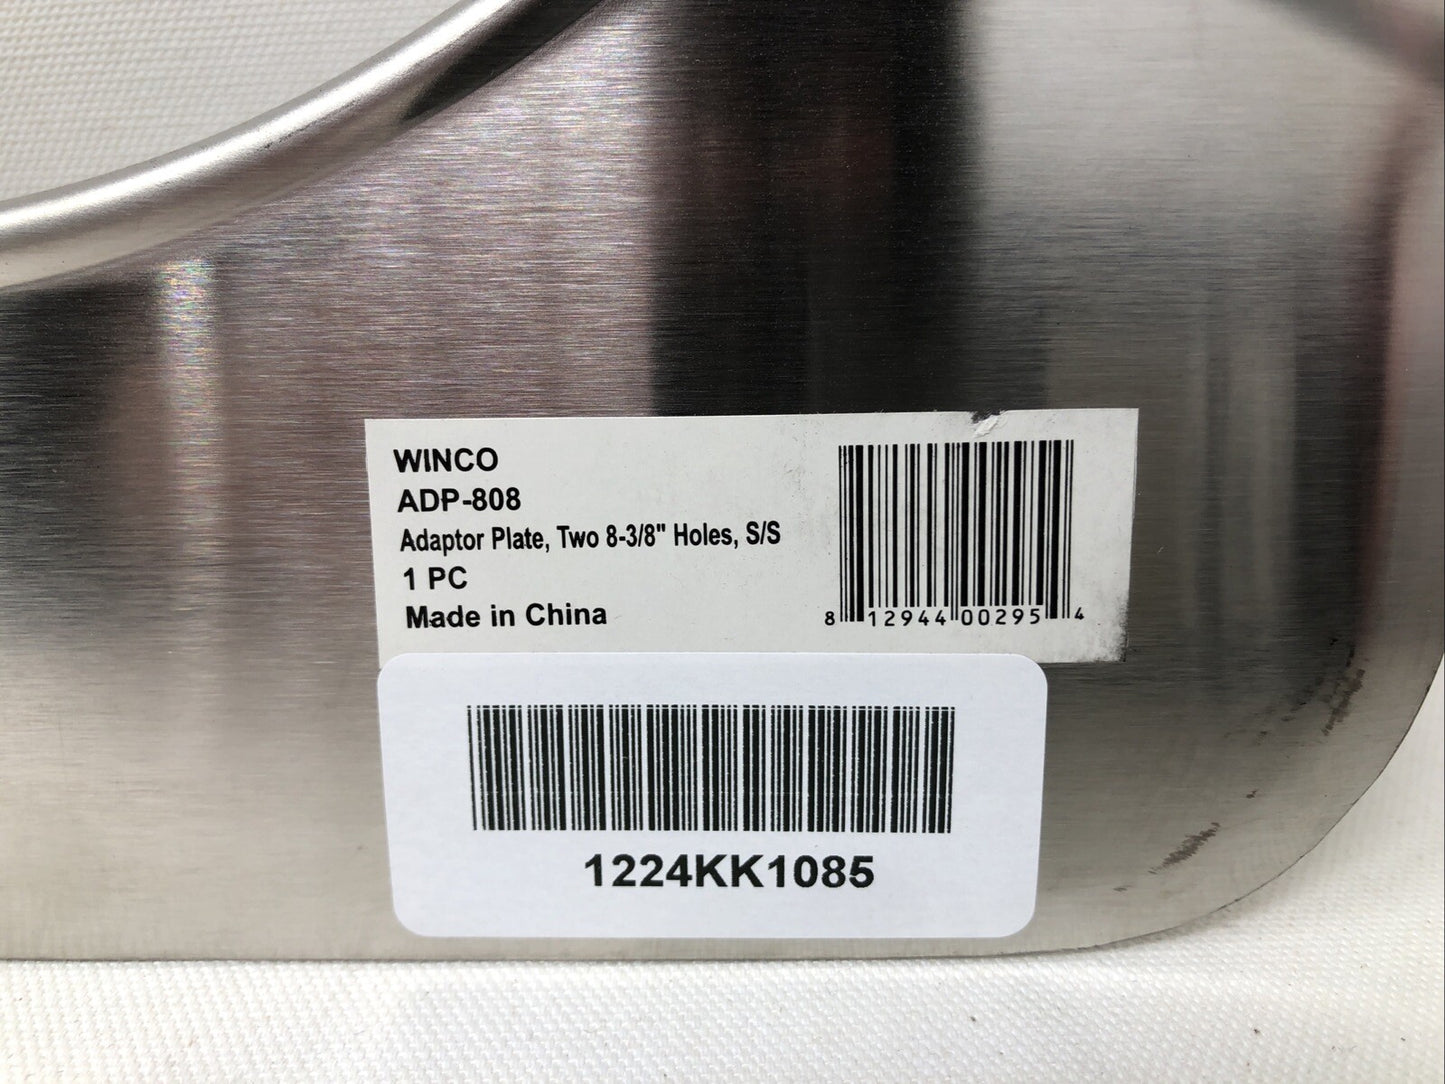 WINCO
ADP-808
Adaptor Plate, Two 8-3/8" Holes, S/S
1 PC
Made in China
8 12944 00295 4
1224KK1085